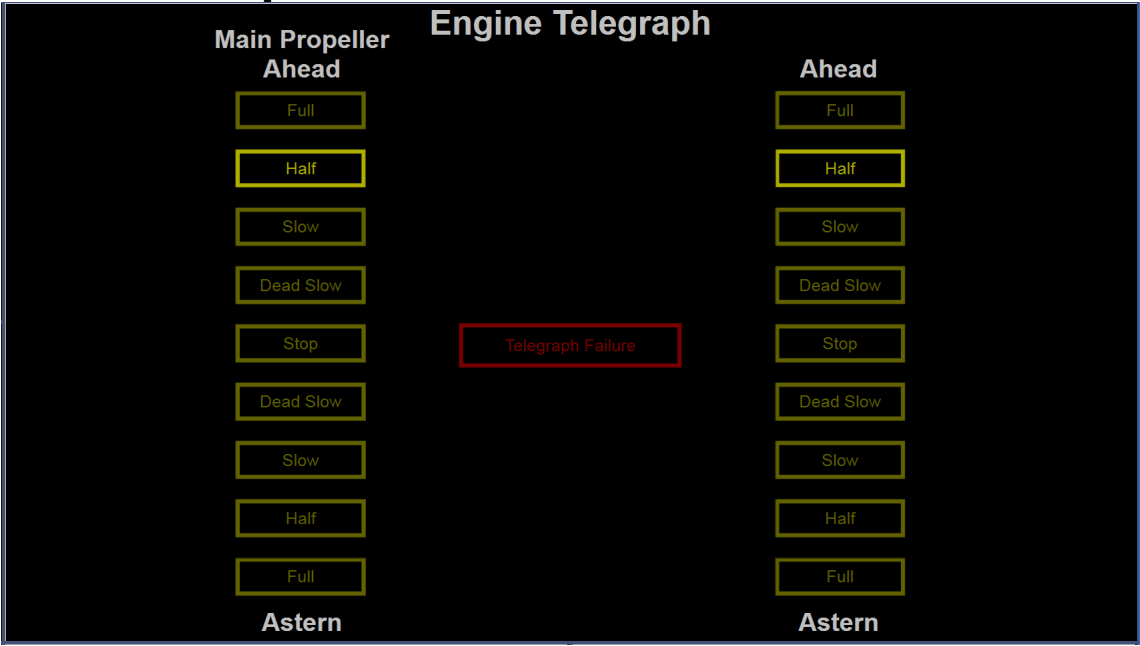 Engine Telegraph
Main Propeller
Ahead
Full
Half
Slow
Dead Slow
Stop
Dead Slow
Slow
Half
Full
Astern
Telegraph Failure
Ahead
Full
Half
Slow
Dead Slow
Stop
Dead Slow
Slow
Half
Full
Astern